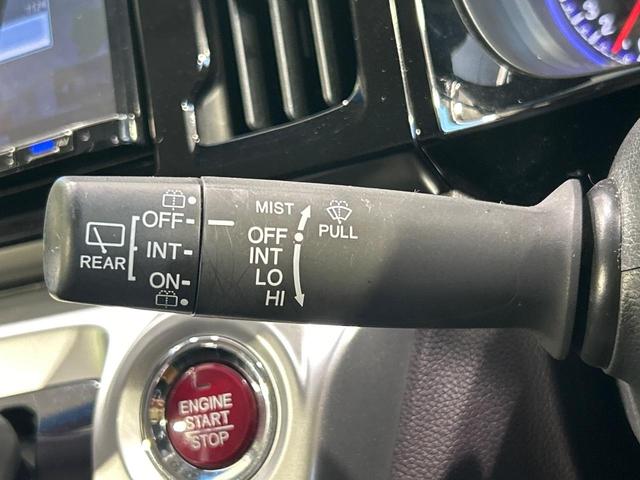 MIST
OFF
OFF
PULL
INT
INT
REAR
LO
ON
HI
ENGINE
START
STOP